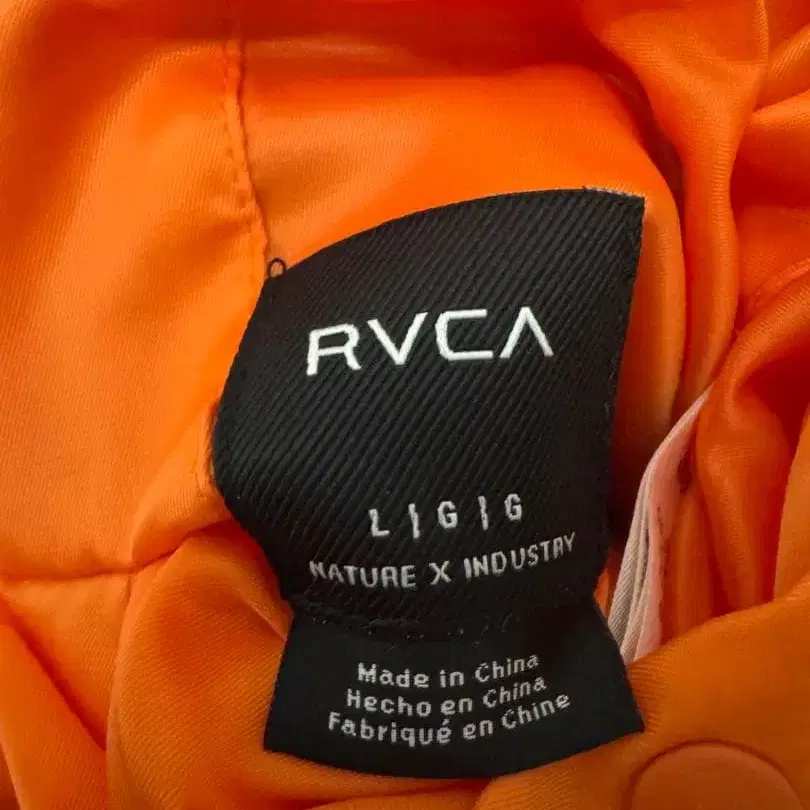 RVCA
L | G | G
NATURE X INDUSTRY
Made in China
Hecho en China
Fabriqué en Chine